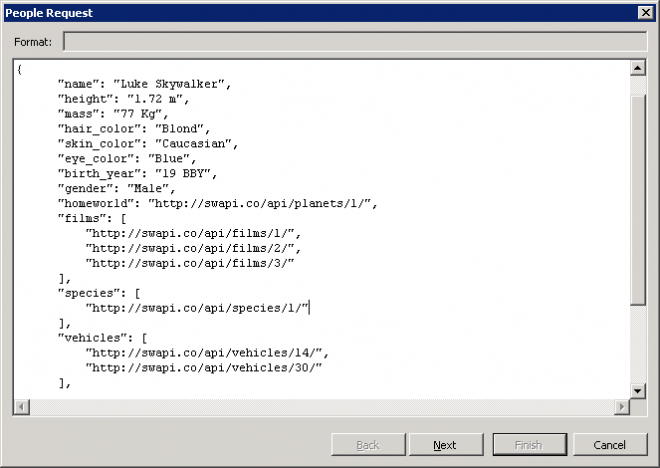 People Request
Format:
{
"name": "Luke Skywalker",
"height": "1.72 m",
"mass": "77 Kg",
"hair_color": "Blond",
"skin_color": "Caucasian",
"eye_color": "Blue",
"birth_year": "19 BBY",
"gender": "Male",
"homeworld": "http://swapi.co/api/planets/1/",
"films": [
"http://swapi.co/api/films/1/",
"http://swapi.co/api/films/2/",
"http://swapi.co/api/films/3/"
],
"species": [
"http://swapi.co/api/species/1/"
],
"vehicles": [
"http://swapi.co/api/vehicles/14/",
"http://swapi.co/api/vehicles/30/"
],
Back Next Finish Cancel